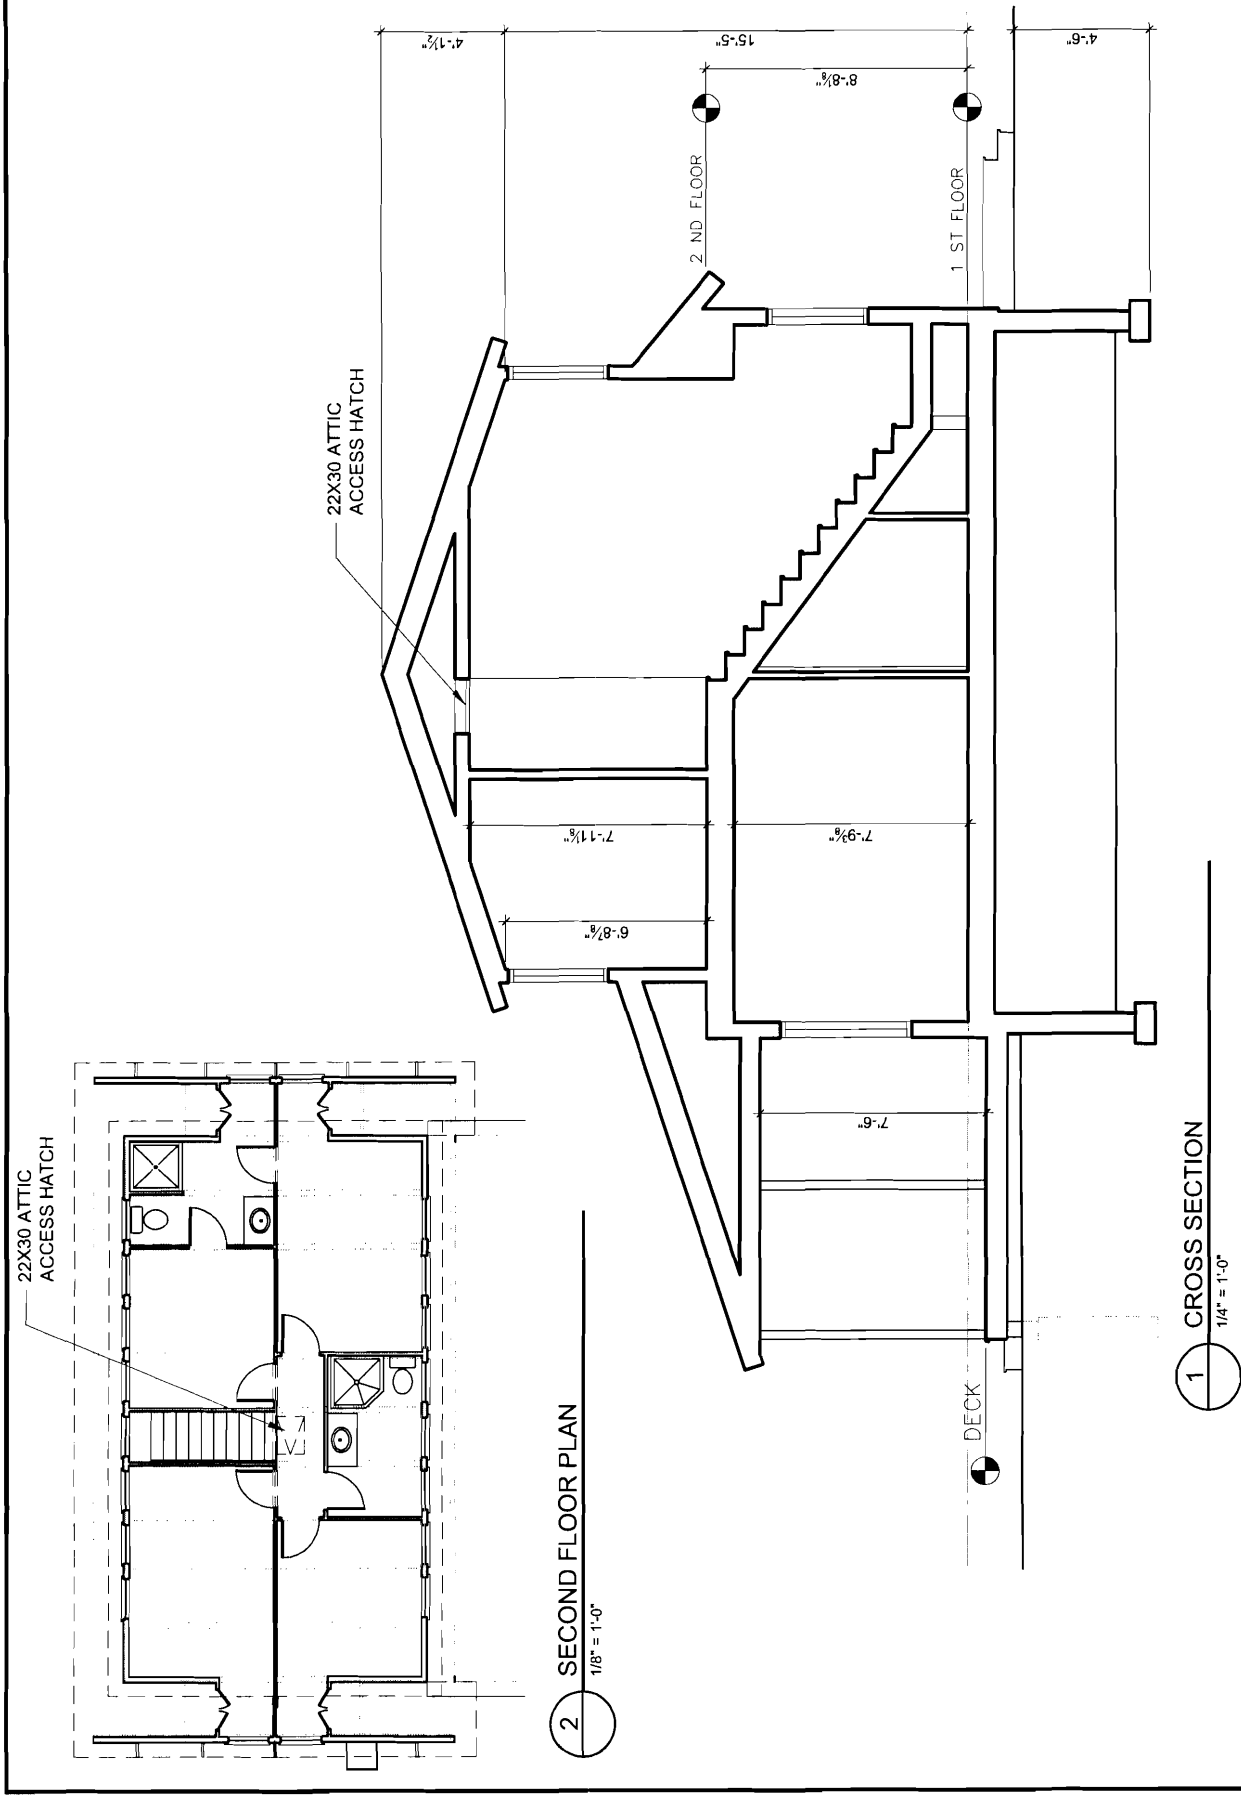 22X30 ATTIC
ACCESS HATCH
2
SECOND FLOOR PLAN
1/8" = 1'-0"
22X30 ATTIC
ACCESS HATCH
4'-1½"
15'-5"
8'-8⅛"
4'-6"
2 ND FLOOR
1 ST FLOOR
7'-11⅛"
6'-8⅞"
7'-9⅜"
7'-6"
DECK
1
CROSS SECTION
1/4" = 1'-0"